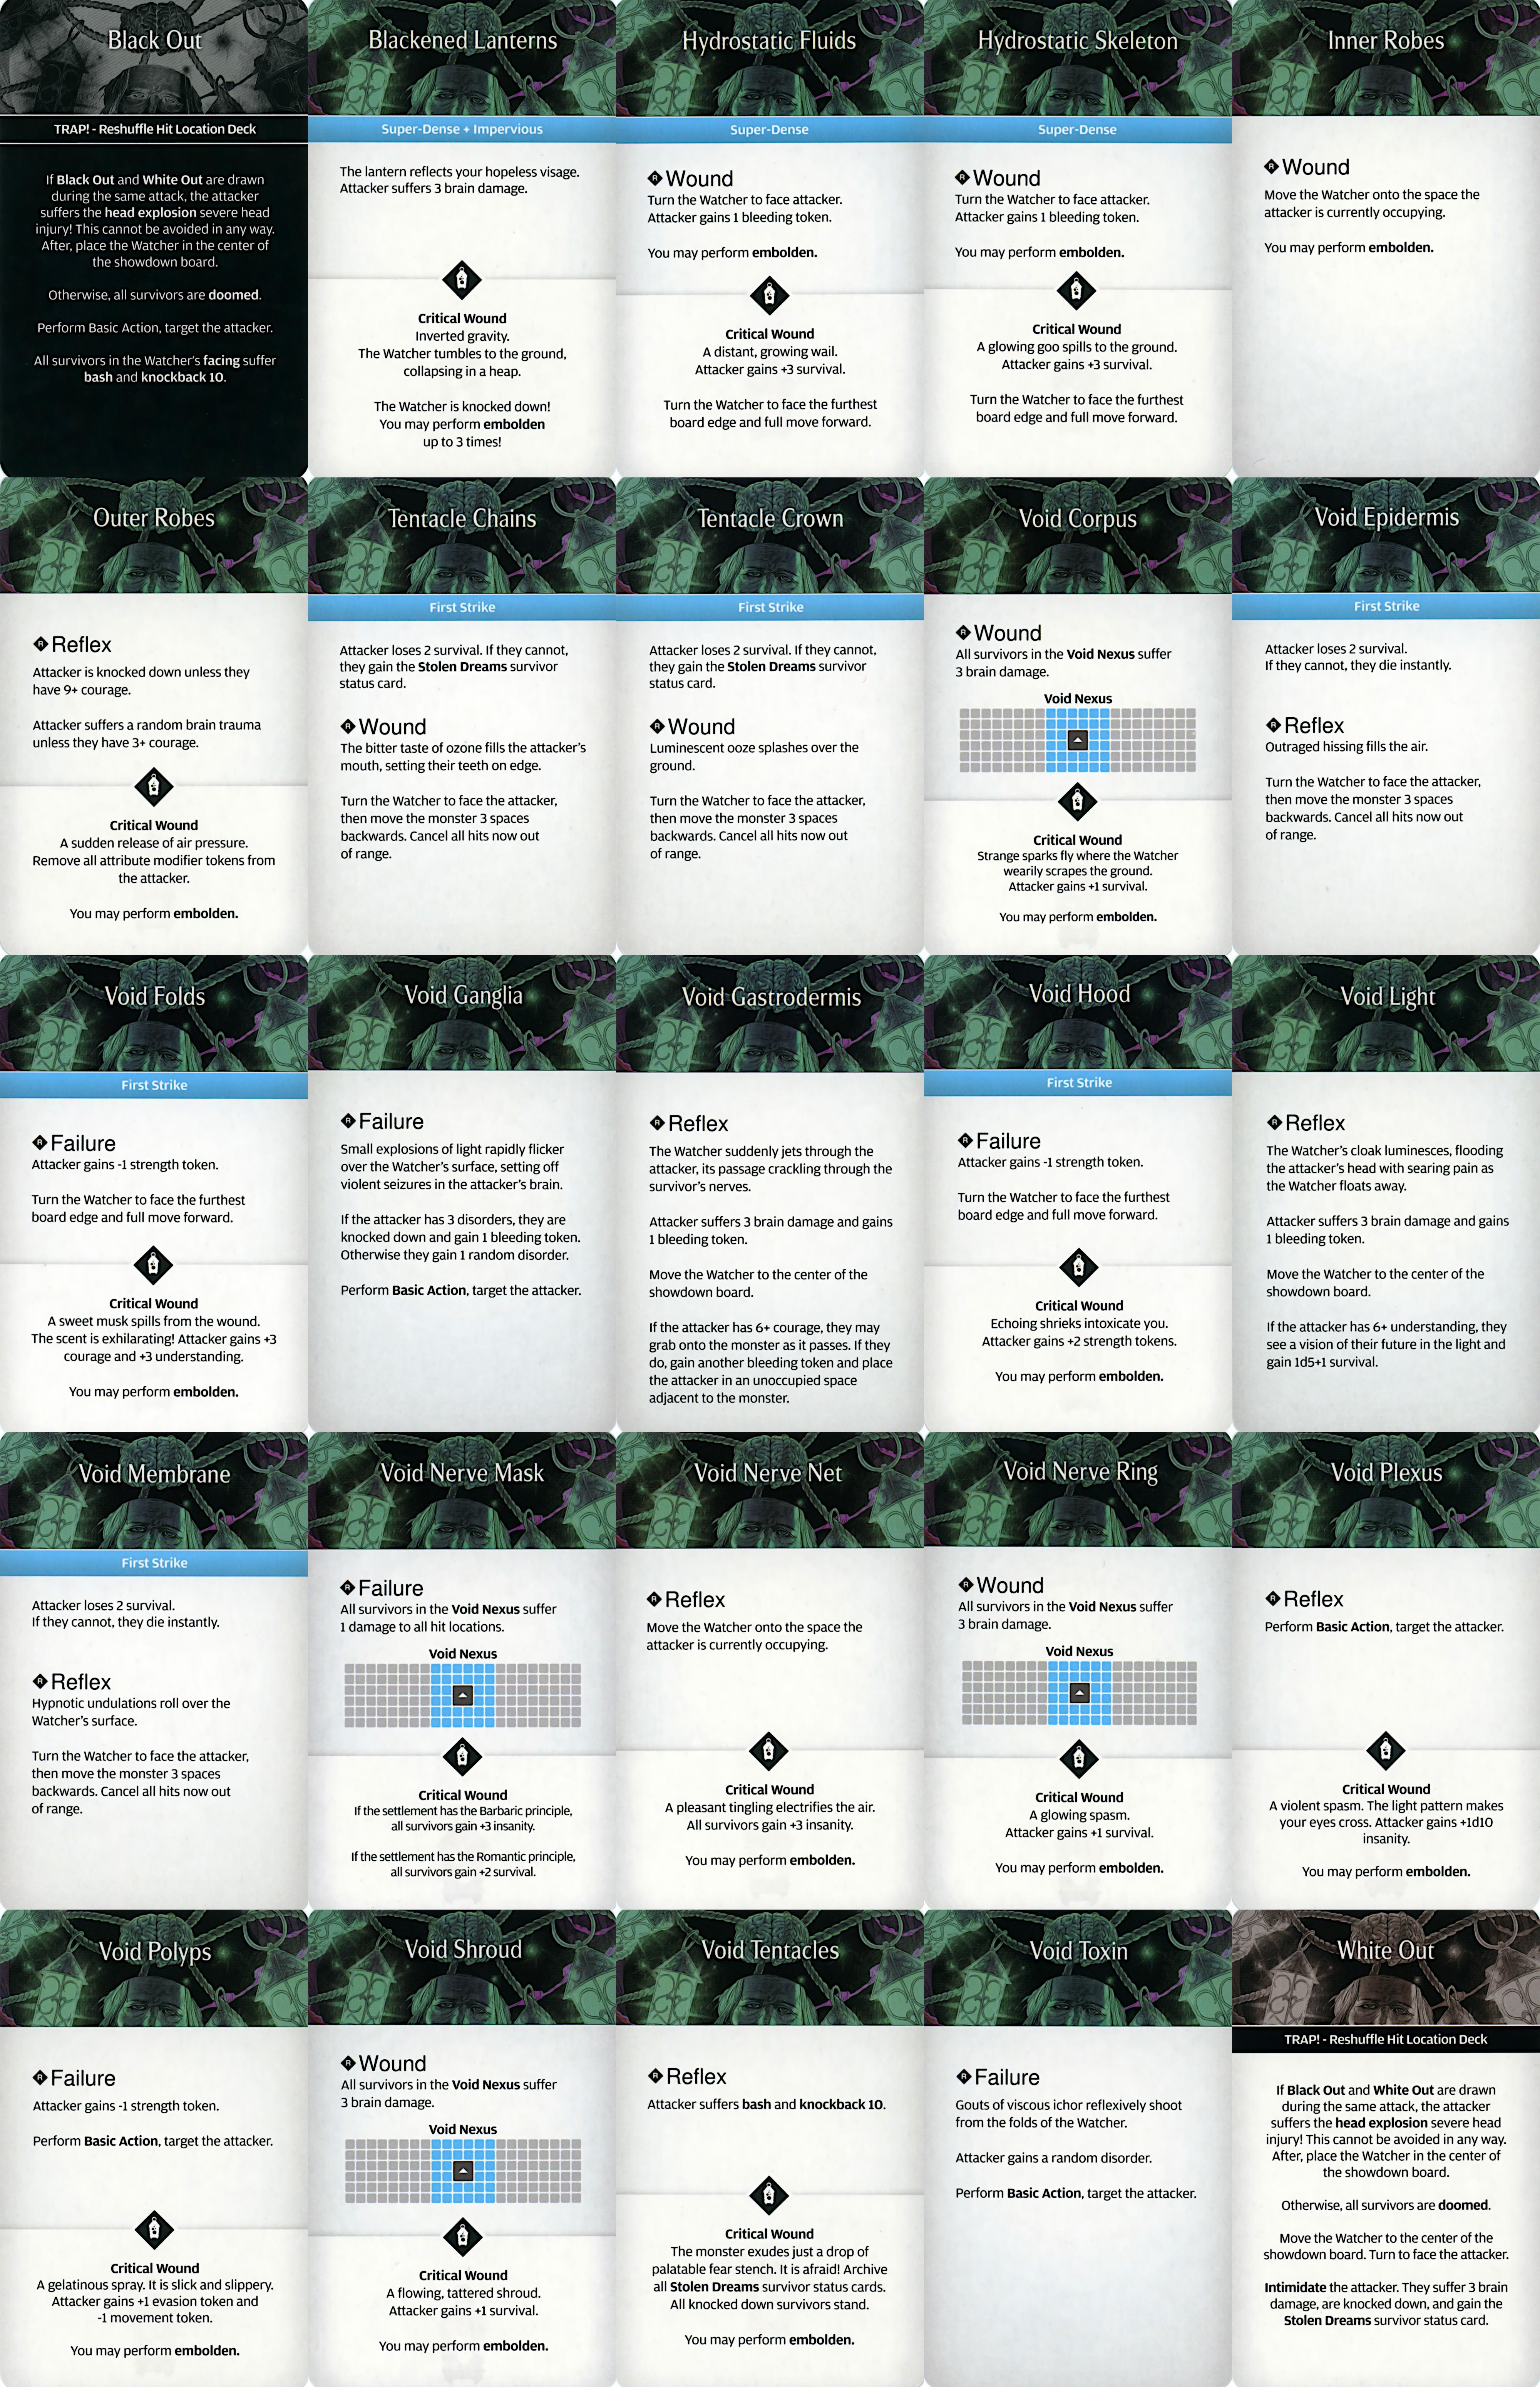 Black Out
TRAP! - Reshuffle Hit Location Deck
If Black Out and White Out are drawn
during the same attack, the attacker
suffers the head explosion severe head
injury! This cannot be avoided in any way.
After, place the Watcher in the center of
the showdown board.
Otherwise, all survivors are doomed.
Perform Basic Action, target the attacker.
All survivors in the Watcher's facing suffer
bash and knockback 10.
Blackened Lanterns
Super-Dense + Impervious
The lantern reflects your hopeless visage.
Attacker suffers 3 brain damage.
Critical Wound
Inverted gravity.
The Watcher tumbles to the ground,
collapsing in a heap.
The Watcher is knocked down!
You may perform embolden
up to 3 times!
Hydrostatic Fluids
Super-Dense
R Wound
Turn the Watcher to face attacker.
Attacker gains 1 bleeding token.
You may perform embolden.
Critical Wound
A distant, growing wail.
Attacker gains +3 survival.
Turn the Watcher to face the furthest
board edge and full move forward.
Hydrostatic Skeleton
Super-Dense
R Wound
Turn the Watcher to face attacker.
Attacker gains 1 bleeding token.
You may perform embolden.
Critical Wound
A glowing goo spills to the ground.
Attacker gains +3 survival.
Turn the Watcher to face the furthest
board edge and full move forward.
Inner Robes
R Wound
Move the Watcher onto the space the
attacker is currently occupying.
You may perform embolden.
Outer Robes
R Reflex
Attacker is knocked down unless they
have 9+ courage.
Attacker suffers a random brain trauma
unless they have 3+ courage.
Critical Wound
A sudden release of air pressure.
Remove all attribute modifier tokens from
the attacker.
You may perform embolden.
Tentacle Chains
First Strike
Attacker loses 2 survival. If they cannot,
they gain the Stolen Dreams survivor
status card.
R Wound
The bitter taste of ozone fills the attacker's
mouth, setting their teeth on edge.
Turn the Watcher to face the attacker,
then move the monster 3 spaces
backwards. Cancel all hits now out
of range.
Tentacle Crown
First Strike
Attacker loses 2 survival. If they cannot,
they gain the Stolen Dreams survivor
status card.
R Wound
Luminescent ooze splashes over the
ground.
Turn the Watcher to face the attacker,
then move the monster 3 spaces
backwards. Cancel all hits now out
of range.
Void Corpus
R Wound
All survivors in the Void Nexus suffer
3 brain damage.
Void Nexus
Critical Wound
Strange sparks fly where the Watcher
wearily scrapes the ground.
Attacker gains +1 survival.
You may perform embolden.
Void Epidermis
First Strike
Attacker loses 2 survival.
If they cannot, they die instantly.
R Reflex
Outraged hissing fills the air.
Turn the Watcher to face the attacker,
then move the monster 3 spaces
backwards. Cancel all hits now out
of range.
Void Folds
First Strike
R Failure
Attacker gains -1 strength token.
Turn the Watcher to face the furthest
board edge and full move forward.
Critical Wound
A sweet musk spills from the wound.
The scent is exhilarating! Attacker gains +3
courage and +3 understanding.
You may perform embolden.
Void Ganglia
R Failure
Small explosions of light rapidly flicker
over the Watcher's surface, setting off
violent seizures in the attacker's brain.
If the attacker has 3 disorders, they are
knocked down and gain 1 bleeding token.
Otherwise they gain 1 random disorder.
Perform Basic Action, target the attacker.
Void Gastrodermis
R Reflex
The Watcher suddenly jets through the
attacker, its passage crackling through the
survivor's nerves.
Attacker suffers 3 brain damage and gains
1 bleeding token.
Move the Watcher to the center of the
showdown board.
If the attacker has 6+ courage, they may
grab onto the monster as it passes. If they
do, gain another bleeding token and place
the attacker in an unoccupied space
adjacent to the monster.
Void Hood
First Strike
R Failure
Attacker gains -1 strength token.
Turn the Watcher to face the furthest
board edge and full move forward.
Critical Wound
Echoing shrieks intoxicate you.
Attacker gains +2 strength tokens.
You may perform embolden.
Void Light
R Reflex
The Watcher's cloak luminesces, flooding
the attacker's head with searing pain as
the Watcher floats away.
Attacker suffers 3 brain damage and gains
1 bleeding token.
Move the Watcher to the center of the
showdown board.
If the attacker has 6+ understanding, they
see a vision of their future in the light and
gain 1d5+1 survival.
Void Membrane
First Strike
Attacker loses 2 survival.
If they cannot, they die instantly.
R Reflex
Hypnotic undulations roll over the
Watcher's surface.
Turn the Watcher to face the attacker,
then move the monster 3 spaces
backwards. Cancel all hits now out
of range.
Void Nerve Mask
R Failure
All survivors in the Void Nexus suffer
1 damage to all hit locations.
Void Nexus
Critical Wound
If the settlement has the Barbaric principle,
all survivors gain +3 insanity.
If the settlement has the Romantic principle,
all survivors gain +2 survival.
Void Nerve Net
R Reflex
Move the Watcher onto the space the
attacker is currently occupying.
Critical Wound
A pleasant tingling electrifies the air.
All survivors gain +3 insanity.
You may perform embolden.
Void Nerve Ring
R Wound
All survivors in the Void Nexus suffer
3 brain damage.
Void Nexus
Critical Wound
A glowing spasm.
Attacker gains +1 survival.
You may perform embolden.
Void Plexus
R Reflex
Perform Basic Action, target the attacker.
Critical Wound
A violent spasm. The light pattern makes
your eyes cross. Attacker gains +1d10
insanity.
You may perform embolden.
Void Polyps
R Failure
Attacker gains -1 strength token.
Perform Basic Action, target the attacker.
Critical Wound
A gelatinous spray. It is slick and slippery.
Attacker gains +1 evasion token and
-1 movement token.
You may perform embolden.
Void Shroud
R Wound
All survivors in the Void Nexus suffer
3 brain damage.
Void Nexus
Critical Wound
A flowing, tattered shroud.
Attacker gains +1 survival.
You may perform embolden.
Void Tentacles
R Reflex
Attacker suffers bash and knockback 10.
Critical Wound
The monster exudes just a drop of
palatable fear stench. It is afraid! Archive
all Stolen Dreams survivor status cards.
All knocked down survivors stand.
You may perform embolden.
Void Toxin
R Failure
Gouts of viscous ichor reflexively shoot
from the folds of the Watcher.
Attacker gains a random disorder.
Perform Basic Action, target the attacker.
White Out
TRAP! - Reshuffle Hit Location Deck
If Black Out and White Out are drawn
during the same attack, the attacker
suffers the head explosion severe head
injury! This cannot be avoided in any way.
After, place the Watcher in the center of
the showdown board.
Otherwise, all survivors are doomed.
Move the Watcher to the center of the
showdown board. Turn to face the attacker.
Intimidate the attacker. They suffer 3 brain
damage, are knocked down, and gain the
Stolen Dreams survivor status card.